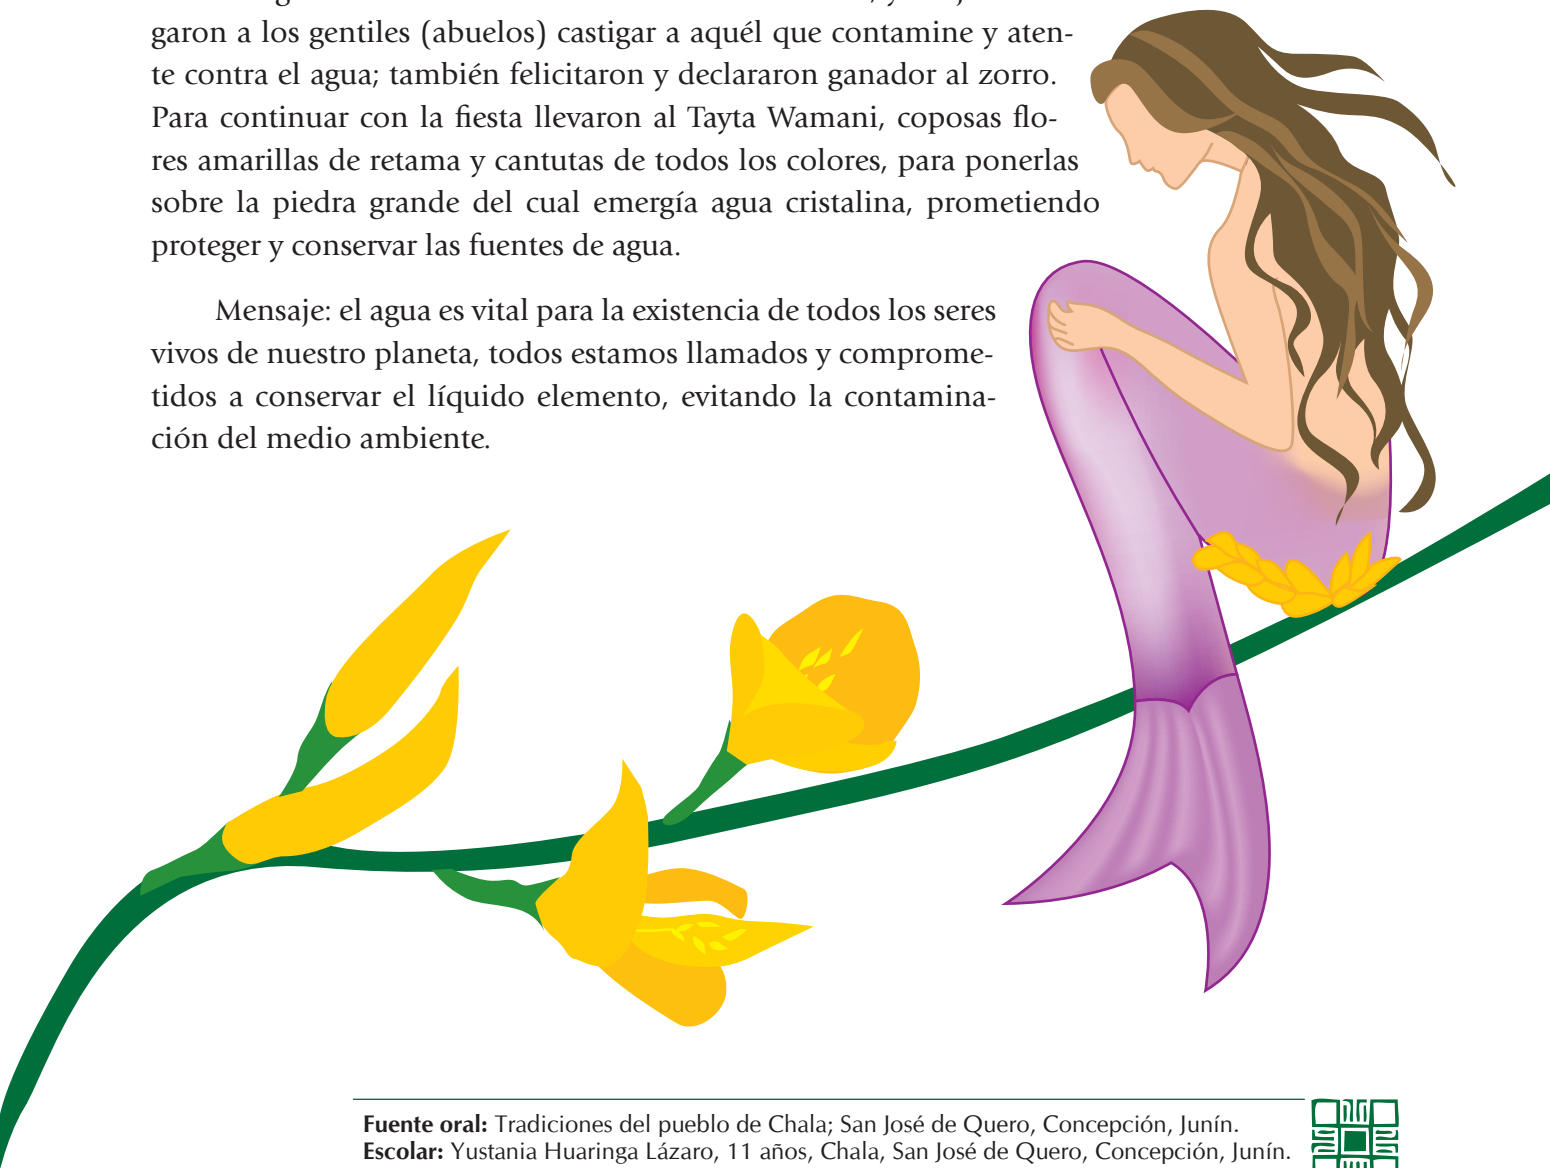 garon a los gentiles (abuelos) castigar a aquél que contamine y aten-
te contra el agua; también felicitaron y declararon ganador al zorro.
Para continuar con la fiesta llevaron al Tayta Wamani, coposas flo-
res amarillas de retama y cantutas de todos los colores, para ponerlas
sobre la piedra grande del cual emergía agua cristalina, prometiendo
proteger y conservar las fuentes de agua.
Mensaje: el agua es vital para la existencia de todos los seres
vivos de nuestro planeta, todos estamos llamados y comprome-
tidos a conservar el líquido elemento, evitando la contamina-
ción del medio ambiente.
Fuente oral: Tradiciones del pueblo de Chala; San José de Quero, Concepción, Junín.
Escolar: Yustania Huaringa Lázaro, 11 años, Chala, San José de Quero, Concepción, Junín.